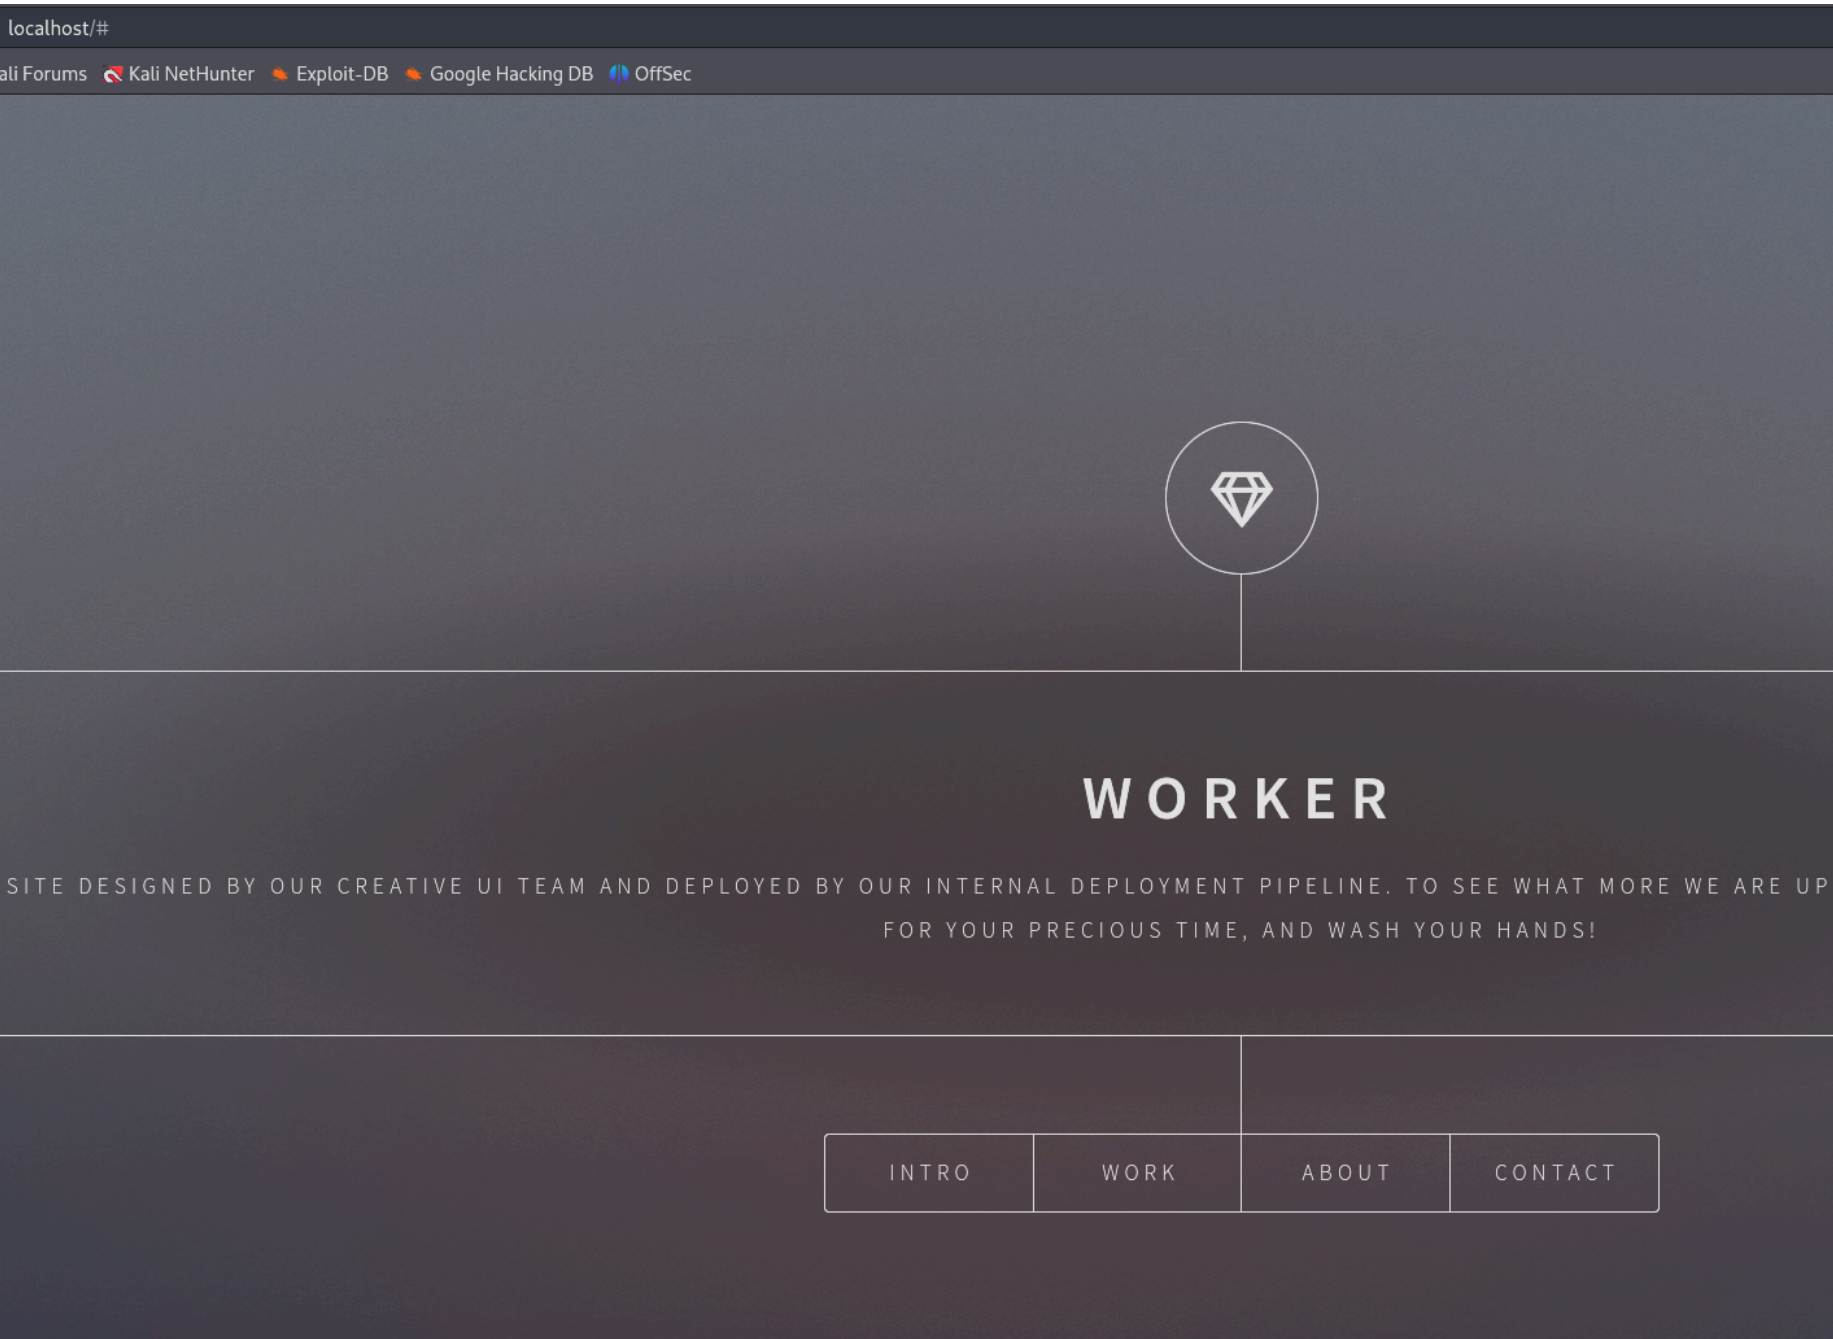 localhost/#
ali Forums Kali NetHunter Exploit-DB Google Hacking DB OffSec
WORKER
SITE DESIGNED BY OUR CREATIVE UI TEAM AND DEPLOYED BY OUR INTERNAL DEPLOYMENT PIPELINE. TO SEE WHAT MORE WE ARE UP
FOR YOUR PRECIOUS TIME, AND WASH YOUR HANDS!
INTRO WORK ABOUT CONTACT